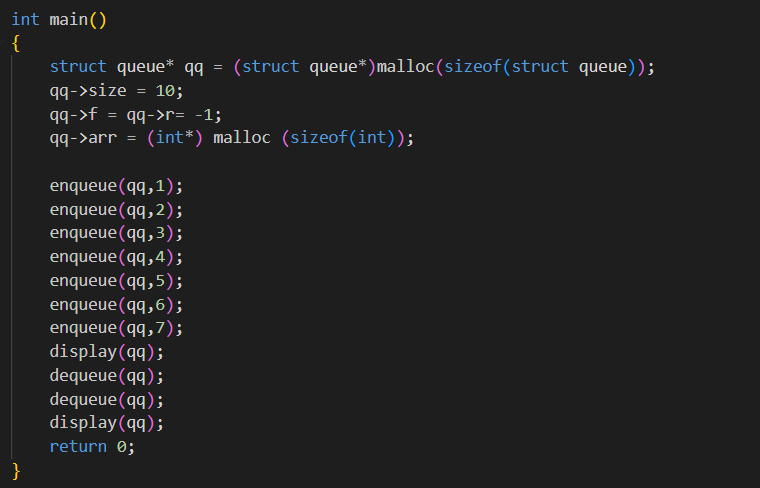 int main()
{
    struct queue* qq = (struct queue*)malloc(sizeof(struct queue));
    qq->size = 10;
    qq->f = qq->r= -1;
    qq->arr = (int*) malloc (sizeof(int));

    enqueue(qq,1);
    enqueue(qq,2);
    enqueue(qq,3);
    enqueue(qq,4);
    enqueue(qq,5);
    enqueue(qq,6);
    enqueue(qq,7);
    display(qq);
    dequeue(qq);
    dequeue(qq);
    display(qq);
    return 0;
}